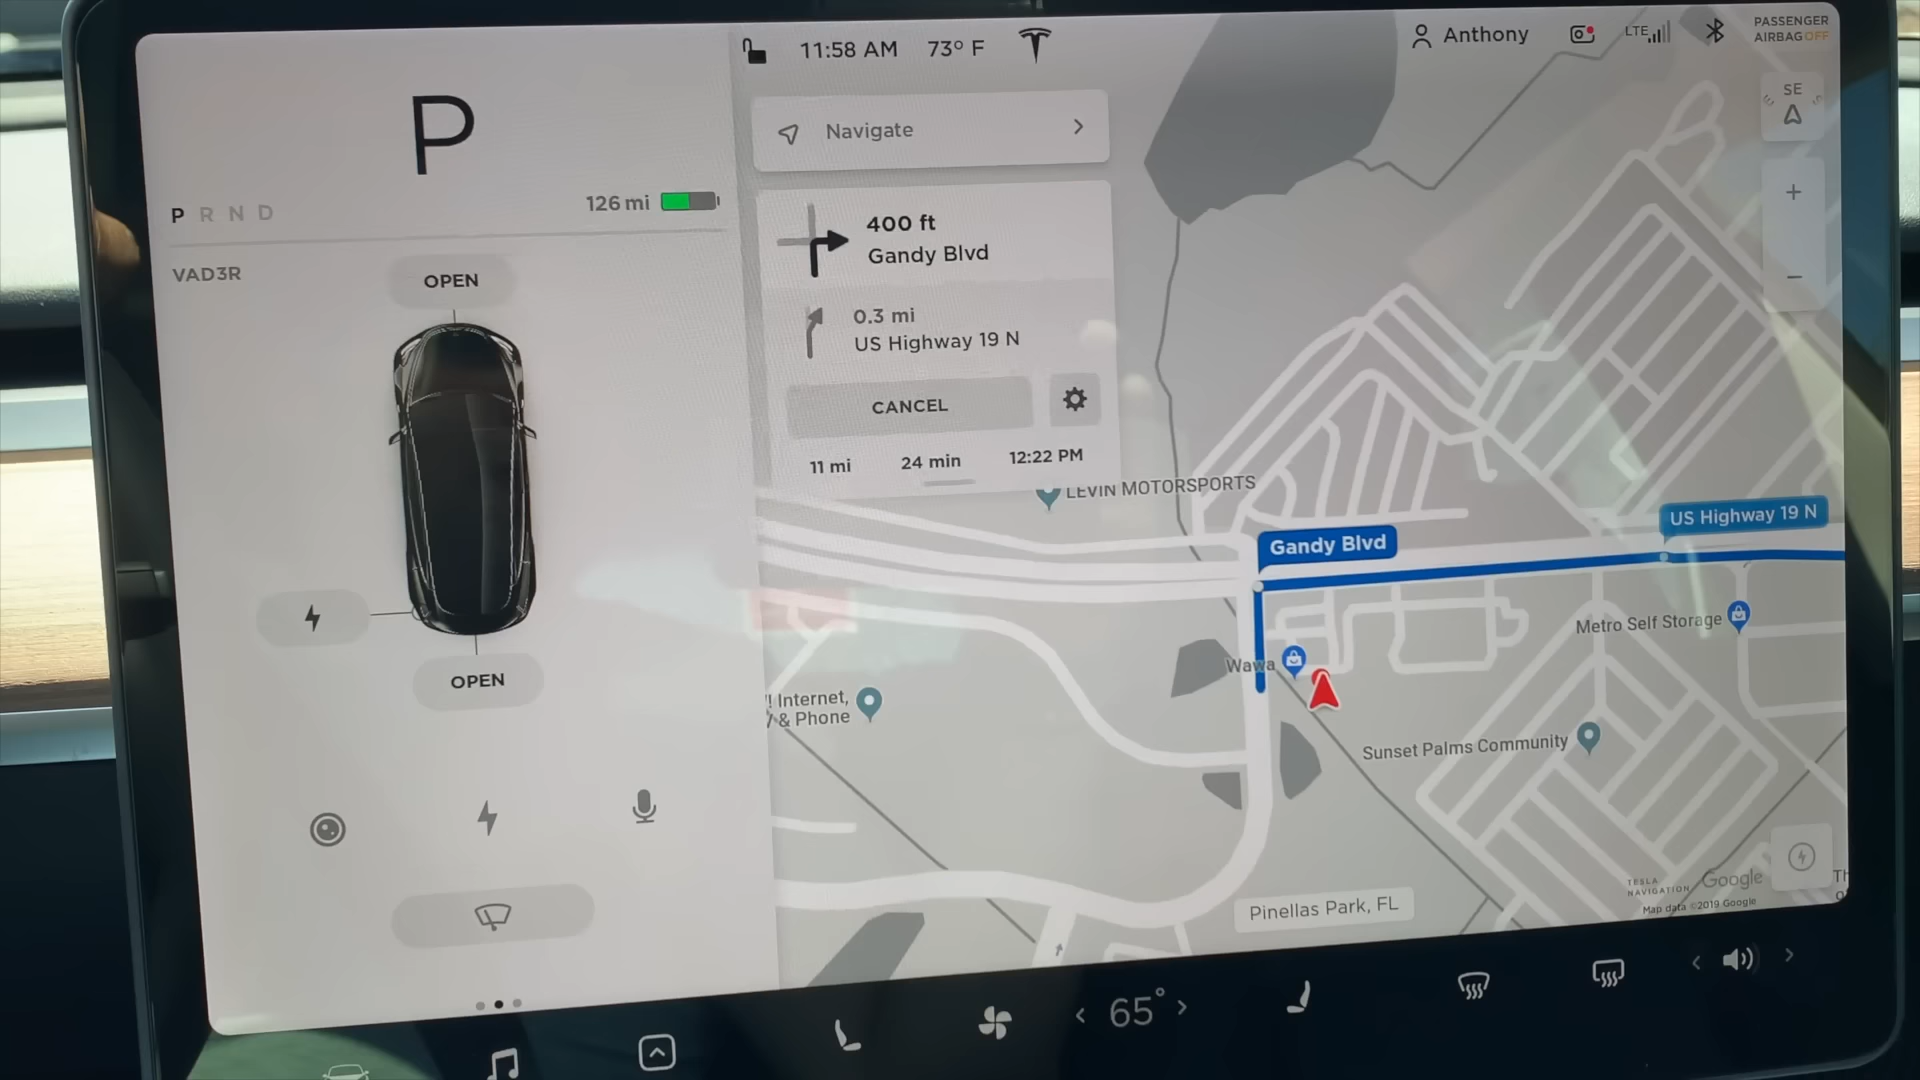 P
P R N D
126 mi
VAD3R
OPEN
OPEN
11:58 AM 73° F
Anthony
LTE
PASSENGER
AIRBAG OFF
SE
Navigate
400 ft
Gandy Blvd
0.3 mi
US Highway 19 N
CANCEL
11 mi 24 min 12:22 PM
+
-
LEVIN MOTORSPORTS
Gandy Blvd
US Highway 19 N
Metro Self Storage
Wawa
Internet,
& Phone
Sunset Palms Community
Pinellas Park, FL
TESLA
NAVIGATION
Google
Map data ©2019 Google
< 65° >
< >